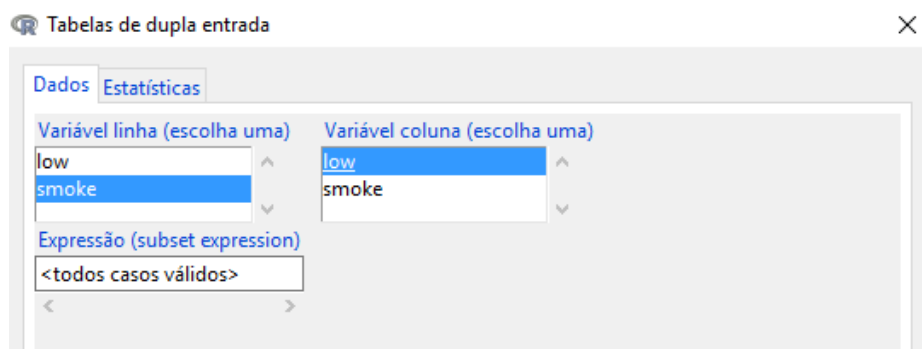 Tabelas de dupla entrada
Dados Estatísticas
Variável linha (escolha uma) Variável coluna (escolha uma)
low low
smoke smoke
Expressão (subset expression)
<todos casos válidos>